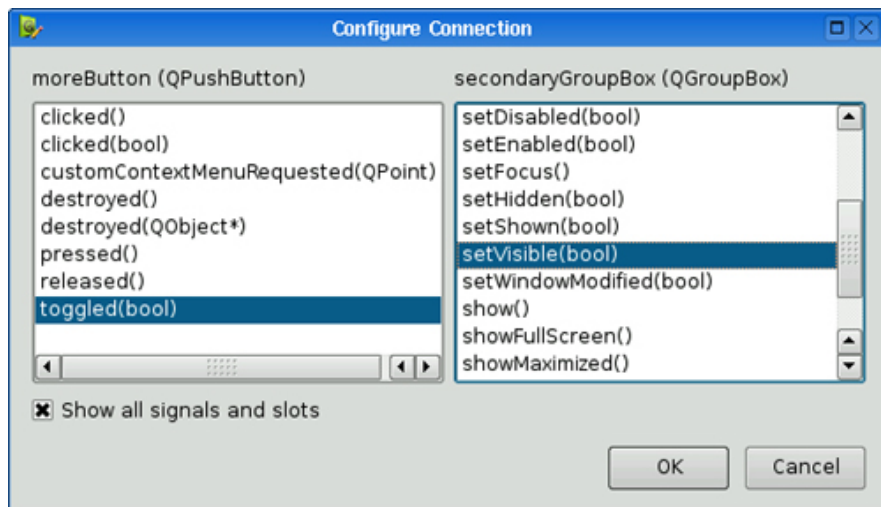 Configure Connection
moreButton (QPushButton)
clicked()
clicked(bool)
customContextMenuRequested(QPoint)
destroyed()
destroyed(QObject*)
pressed()
released()
toggled(bool)
secondaryGroupBox (QGroupBox)
setDisabled(bool)
setEnabled(bool)
setFocus()
setHidden(bool)
setShown(bool)
setVisible(bool)
setWindowModified(bool)
show()
showFullScreen()
showMaximized()
Show all signals and slots
OK
Cancel